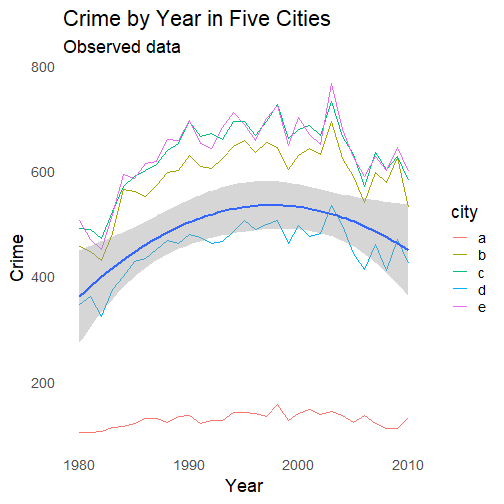 Crime by Year in Five Cities
Observed data
800
600
400
200
1980
1990
2000
2010
Crime
Year
city
a
b
c
d
e